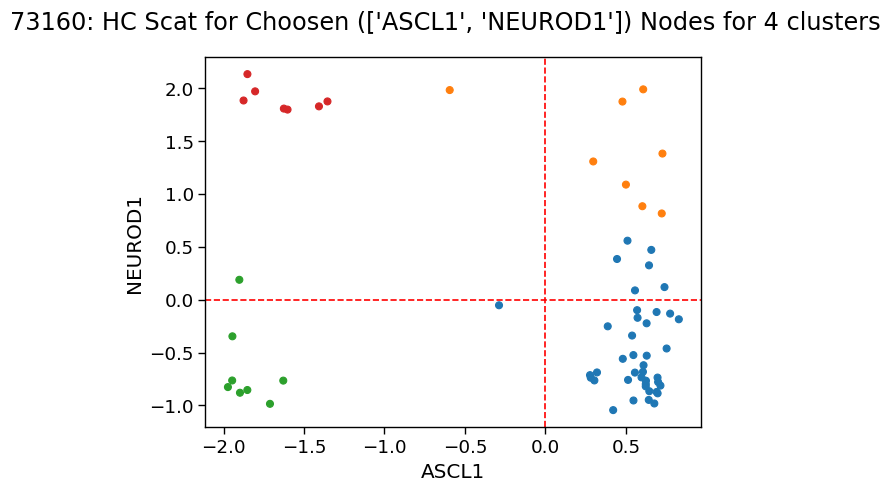 73160: HC Scat for Choosen (['ASCL1', 'NEUROD1']) Nodes for 4 clusters
2.0
1.5
1.0
0.5
0.0
−0.5
−1.0
NEUROD1
−2.0 −1.5 −1.0 −0.5 0.0 0.5
ASCL1